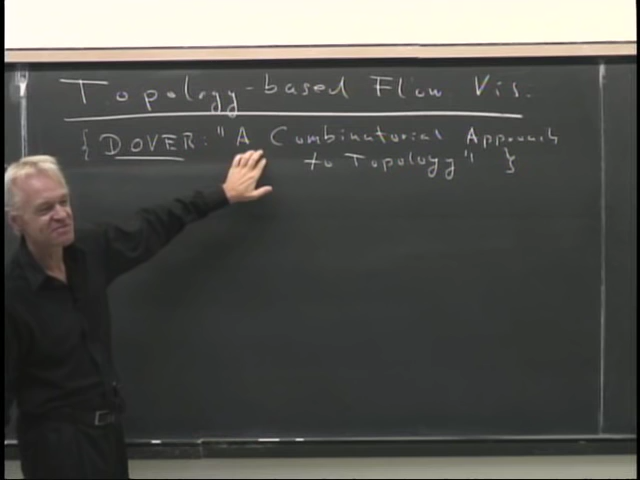 Topology-based Flow Vis.
{ DOVER: "A Combinatorial Approach
to Topology" }